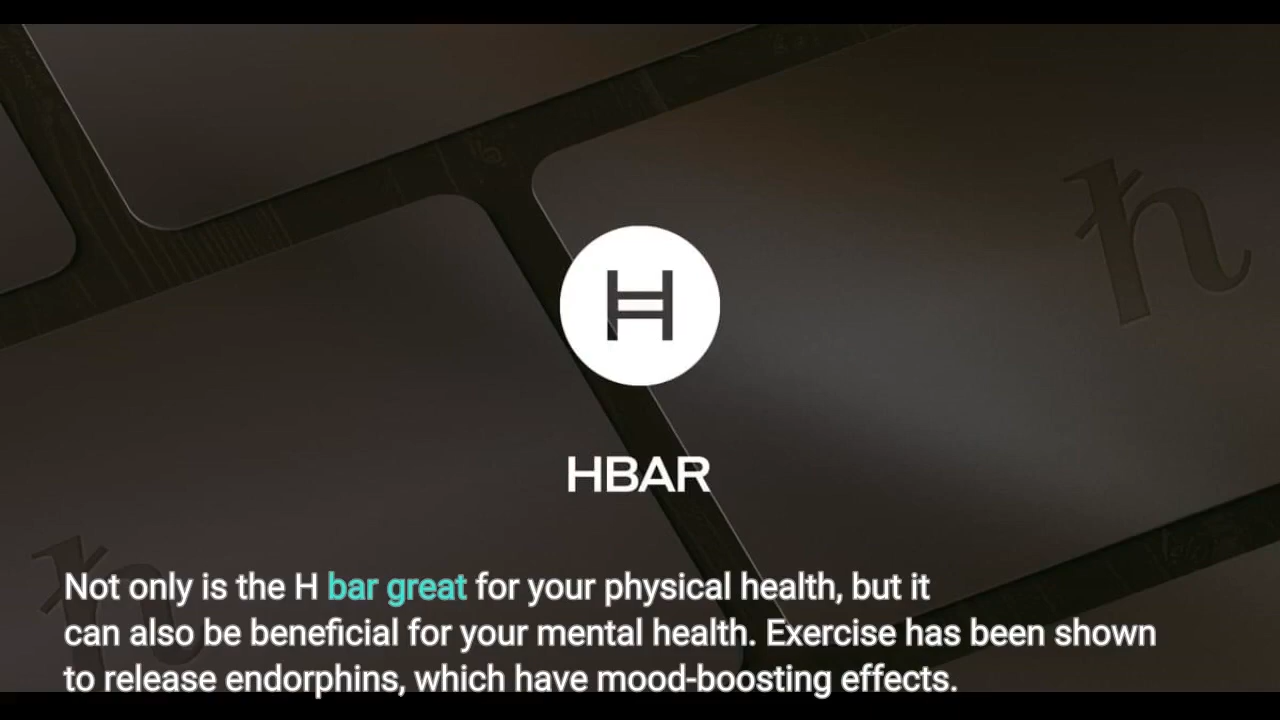 ℏ
H
HBAR
ℏ
Not only is the H bar great for your physical health, but it
can also be beneficial for your mental health. Exercise has been shown
to release endorphins, which have mood-boosting effects.